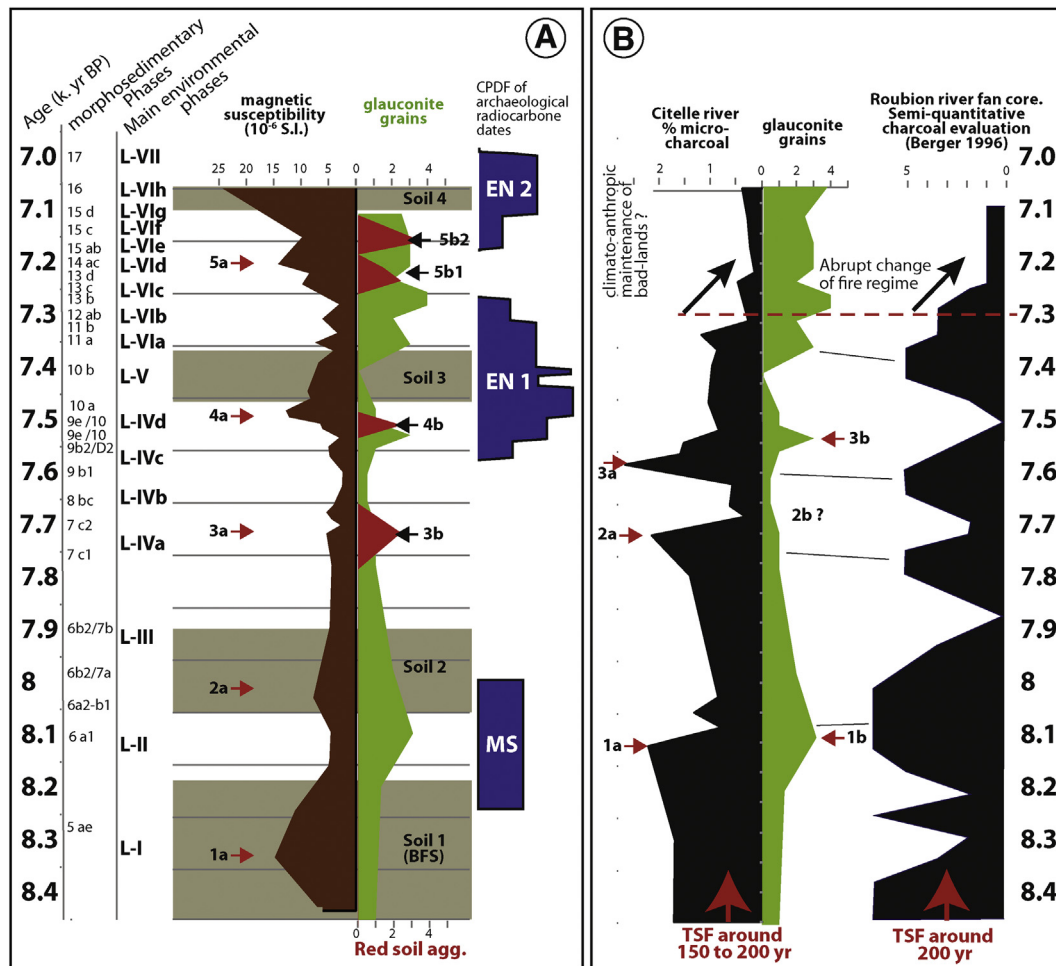 A
Age (k. yr BP)
morphosedimentary
Phases
Main environmental
phases
magnetic
susceptibility
(10⁻⁶ S.I.)
glauconite
grains
CPDF of
archaeological
radiocarbone
dates
25 20 15 10 5
0 2 4
7.0
7.1
7.2
7.3
7.4
7.5
7.6
7.7
7.8
7.9
8
8.1
8.2
8.3
8.4
17
16
15 d
15 c
15 ab
14 ac
13 d
13 c
13 b
12 ab
11 b
11 a
10 b
10 a
9e /10
9e /10
9b2/D2
9 b1
8 bc
7 c2
7 c1
6b2/7b
6b2/7a
6a2-b1
6 a1
5 ae
L-VII
L-VIh
L-VIg
L-VIf
L-VIe
L-VId
L-VIc
L-VIb
L-VIa
L-V
L-IVd
L-IVc
L-IVb
L-IVa
L-III
L-II
L-I
5a
4a
3a
2a
1a
Soil 4
5b2
5b1
Soil 3
4b
3b
Soil 2
Soil 1
(BFS)
EN 2
EN 1
MS
0 2 4
Red soil agg.
B
Citelle river
% micro-
charcoal
glauconite
grains
Roubion river fan core.
Semi-quantitative
charcoal evaluation
(Berger 1996)
2 1 0 2 4
5 0
climato-anthropic
maintenance of
bad-lands ?
Abrupt change
of fire regime
3b
3a
2b ?
2a
1b
1a
TSF around
150 to 200 yr
TSF around
200 yr
7.0
7.1
7.2
7.3
7.4
7.5
7.6
7.7
7.8
7.9
8
8.1
8.2
8.3
8.4